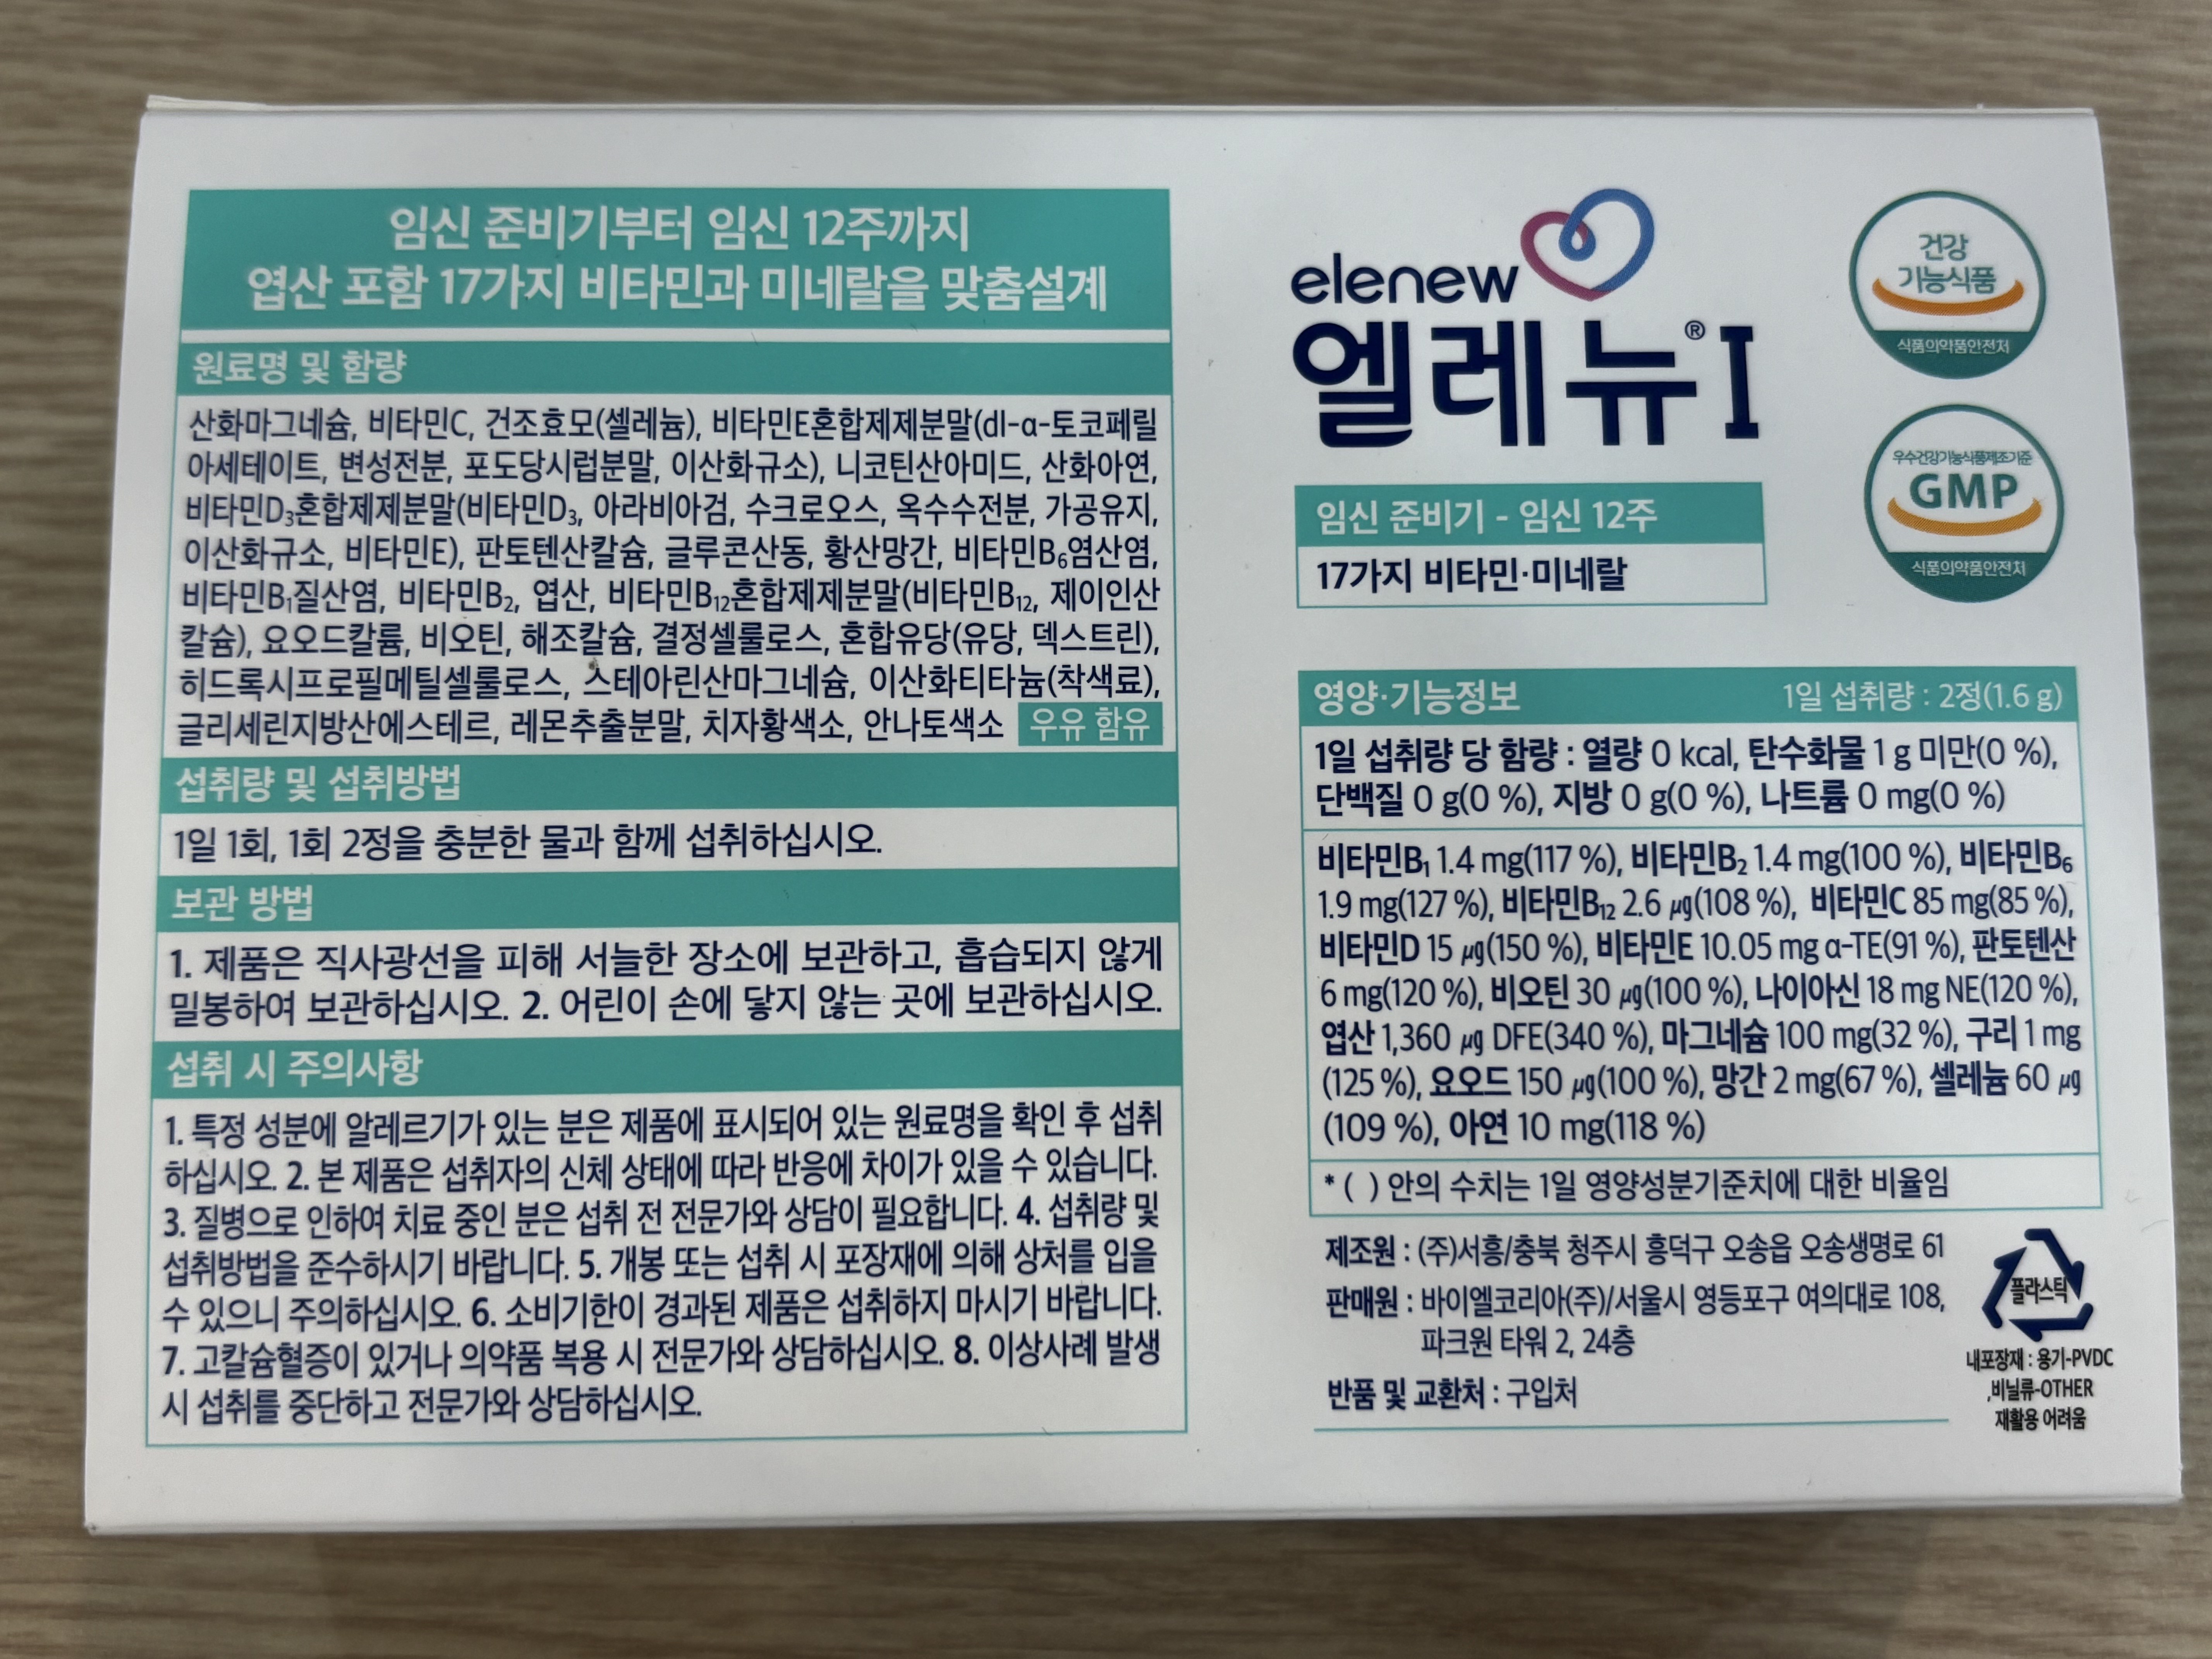 임신 준비기부터 임신 12주까지
엽산 포함 17가지 비타민과 미네랄을 맞춤설계
원료명 및 함량
산화마그네슘, 비타민C, 건조효모(셀레늄), 비타민E혼합제제분말(dl-α-토코페릴
아세테이트, 변성전분, 포도당시럽분말, 이산화규소), 니코틴산아미드, 산화아연,
비타민D₃혼합제제분말(비타민D₃, 아라비아검, 수크로오스, 옥수수전분, 가공유지,
이산화규소, 비타민E), 판토텐산칼슘, 글루콘산동, 황산망간, 비타민B₆염산염,
비타민B₁질산염, 비타민B₂, 엽산, 비타민B₁₂혼합제제분말(비타민B₁₂, 제이인산
칼슘), 요오드칼륨, 비오틴, 해조칼슘, 결정셀룰로스, 혼합유당(유당, 덱스트린),
히드록시프로필메틸셀룰로스, 스테아린산마그네슘, 이산화티타늄(착색료),
글리세린지방산에스테르, 레몬추출분말, 치자황색소, 안나토색소 우유 함유
섭취량 및 섭취방법
1일 1회, 1회 2정을 충분한 물과 함께 섭취하십시오.
보관 방법
1. 제품은 직사광선을 피해 서늘한 장소에 보관하고, 흡습되지 않게
밀봉하여 보관하십시오. 2. 어린이 손에 닿지 않는 곳에 보관하십시오.
섭취 시 주의사항
1. 특정 성분에 알레르기가 있는 분은 제품에 표시되어 있는 원료명을 확인 후 섭취
하십시오. 2. 본 제품은 섭취자의 신체 상태에 따라 반응에 차이가 있을 수 있습니다.
3. 질병으로 인하여 치료 중인 분은 섭취 전 전문가와 상담이 필요합니다. 4. 섭취량 및
섭취방법을 준수하시기 바랍니다. 5. 개봉 또는 섭취 시 포장재에 의해 상처를 입을
수 있으니 주의하십시오. 6. 소비기한이 경과된 제품은 섭취하지 마시기 바랍니다.
7. 고칼슘혈증이 있거나 의약품 복용 시 전문가와 상담하십시오. 8. 이상사례 발생
시 섭취를 중단하고 전문가와 상담하십시오.
elenew
엘레뉴® I
임신 준비기 - 임신 12주
17가지 비타민·미네랄
건강
기능식품
식품의약품안전처
우수건강기능식품제조기준
GMP
식품의약품안전처
영양·기능정보 1일 섭취량 : 2정(1.6 g)
1일 섭취량 당 함량 : 열량 0 kcal, 탄수화물 1 g 미만(0 %),
단백질 0 g(0 %), 지방 0 g(0 %), 나트륨 0 mg(0 %)
비타민B₁ 1.4 mg(117 %), 비타민B₂ 1.4 mg(100 %), 비타민B₆
1.9 mg(127 %), 비타민B₁₂ 2.6 μg(108 %), 비타민C 85 mg(85 %),
비타민D 15 μg(150 %), 비타민E 10.05 mg α-TE(91 %), 판토텐산
6 mg(120 %), 비오틴 30 μg(100 %), 나이아신 18 mg NE(120 %),
엽산 1,360 μg DFE(340 %), 마그네슘 100 mg(32 %), 구리 1 mg
(125 %), 요오드 150 μg(100 %), 망간 2 mg(67 %), 셀레늄 60 μg
(109 %), 아연 10 mg(118 %)
* ( ) 안의 수치는 1일 영양성분기준치에 대한 비율임
제조원 : (주)서흥/충북 청주시 흥덕구 오송읍 오송생명로 61
판매원 : 바이엘코리아(주)/서울시 영등포구 여의대로 108,
파크원 타워 2, 24층
반품 및 교환처 : 구입처
플라스틱
내포장재 : 용기-PVDC
,비닐류-OTHER
재활용 어려움